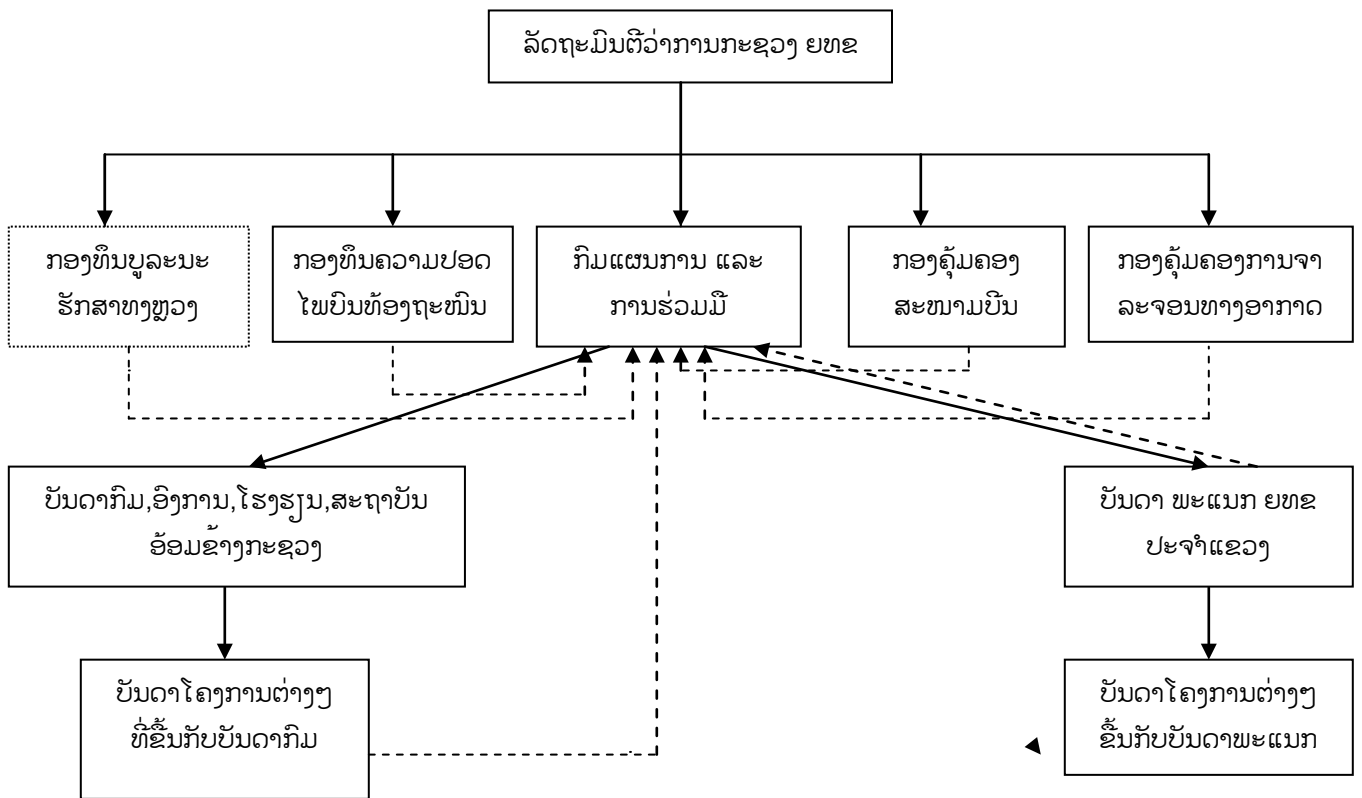 ລັດຖະມົນຕີວ່າການກະຊວງ ຍທຂ
ກອງທຶນບູລະນະ
ຮັກສາທາງຫຼວງ
ກອງທຶນຄວາມປອດ
ໄພບົນທ້ອງຖະໜົນ
ກົມແຜນການ ແລະ
ການຮ່ວມມື
ກອງຄຸ້ມຄອງ
ສະໜາມບິນ
ກອງຄຸ້ມຄອງການຈາ
ລະຈອນທາງອາກາດ
ບັນດາກົມ,ອົງການ,ໂຮງຮຽນ,ສະຖາບັນ
ອ້ອມຂ້າງກະຊວງ
ບັນດາ ພະແນກ ຍທຂ
ປະຈຳແຂວງ
ບັນດາໂຄງການຕ່າງໆ
ທີ່ຂຶ້ນກັບບັນດາກົມ
ບັນດາໂຄງການຕ່າງໆ
ຂຶ້ນກັບບັນດາພະແນກ